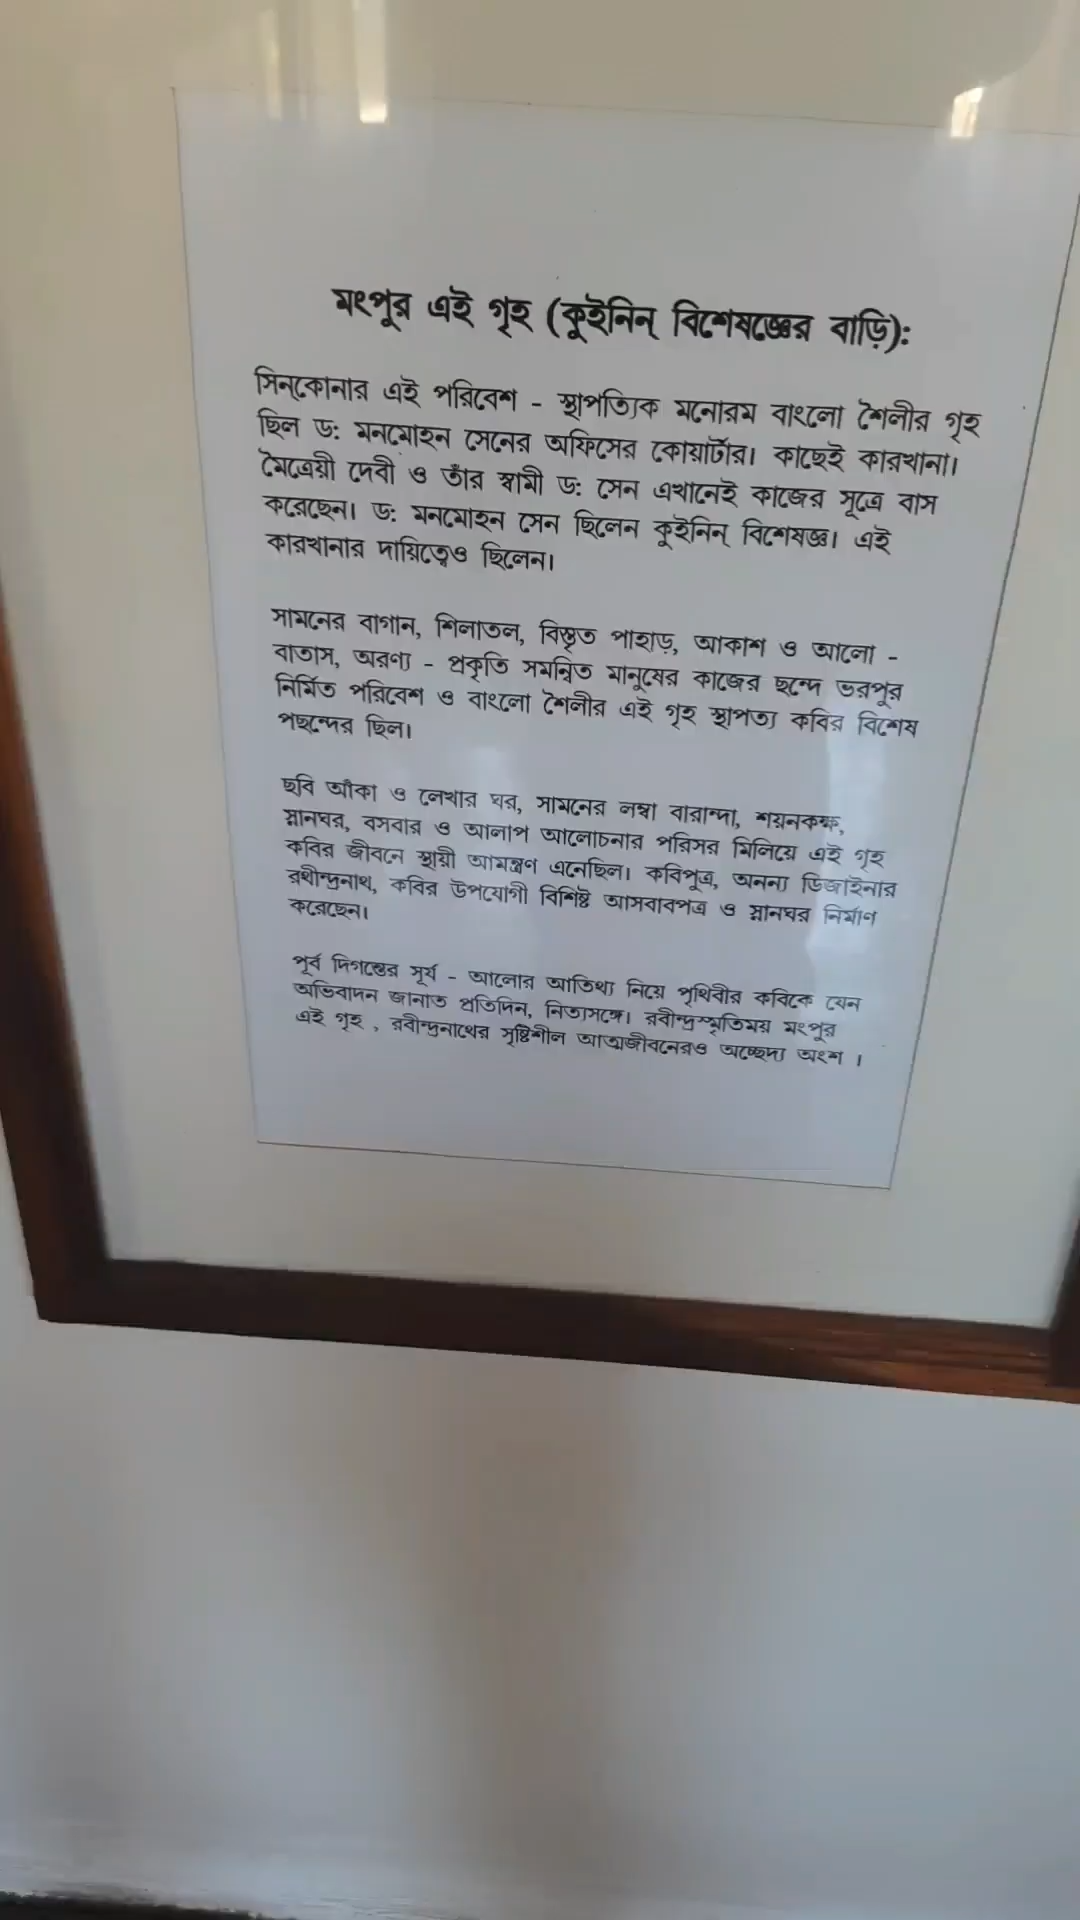 মংপুর এই গৃহ (কুইনিন্ বিশেষজ্ঞের বাড়ি):
সিন্‌কোনার এই পরিবেশ - স্থাপত্যিক মনোরম বাংলো শৈলীর গৃহ
ছিল ড: মনমোহন সেনের অফিসের কোয়ার্টার। কাছেই কারখানা।
মৈত্রেয়ী দেবী ও তাঁর স্বামী ড: সেন এখানেই কাজের সূত্রে বাস
করেছেন। ড: মনমোহন সেন ছিলেন কুইনিন্ বিশেষজ্ঞ। এই
কারখানার দায়িত্বেও ছিলেন।
সামনের বাগান, শিলাতল, বিস্তৃত পাহাড়, আকাশ ও আলো -
বাতাস, অরণ্য - প্রকৃতি সমন্বিত মানুষের কাজের ছন্দে ভরপুর
নির্মিত পরিবেশ ও বাংলো শৈলীর এই গৃহ স্থাপত্য কবির বিশেষ
পছন্দের ছিল।
ছবি আঁকা ও লেখার ঘর, সামনের লম্বা বারান্দা, শয়নকক্ষ,
স্নানঘর, বসবার ও আলাপ আলোচনার পরিসর মিলিয়ে এই গৃহ
কবির জীবনে স্থায়ী আমন্ত্রণ এনেছিল। কবিপুত্র, অনন্য ডিজাইনার
রথীন্দ্রনাথ, কবির উপযোগী বিশিষ্ট আসবাবপত্র ও স্নানঘর নির্মাণ
করেছেন।
পূর্ব দিগন্তের সূর্য - আলোর আতিথ্য নিয়ে পৃথিবীর কবিকে যেন
অভিবাদন জানাত প্রতিদিন, নিত্যসঙ্গে। রবীন্দ্রস্মৃতিময় মংপুর
এই গৃহ , রবীন্দ্রনাথের সৃষ্টিশীল আত্মজীবনেরও অচ্ছেদ্য অংশ ।